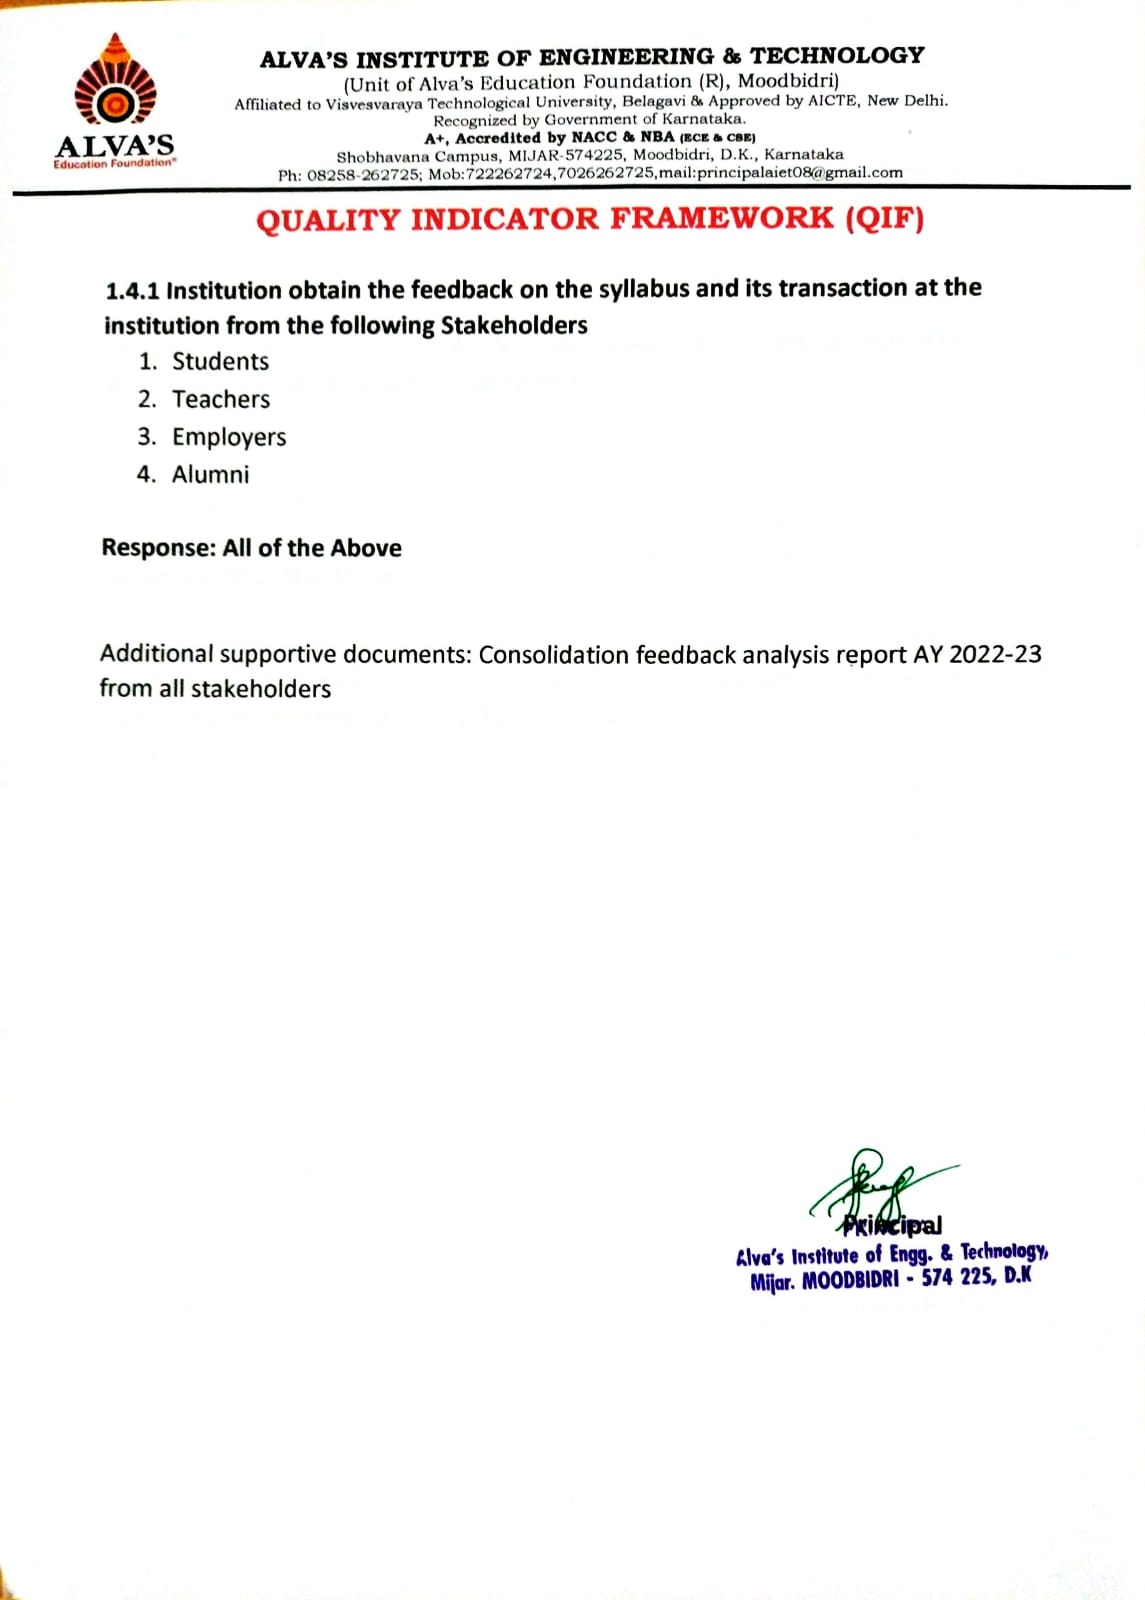 ALVA'S
Education Foundation®
ALVA'S INSTITUTE OF ENGINEERING & TECHNOLOGY
(Unit of Alva's Education Foundation (R), Moodbidri)
Affiliated to Visvesvaraya Technological University, Belagavi & Approved by AICTE, New Delhi.
Recognized by Government of Karnataka.
A+, Accredited by NACC & NBA (ECE & CBE)
Shobhavana Campus, MIJAR-574225, Moodbidri, D.K., Karnataka
Ph: 08258-262725; Mob:722262724,7026262725,mail:principalaiet08@gmail.com
QUALITY INDICATOR FRAMEWORK (QIF)
1.4.1 Institution obtain the feedback on the syllabus and its transaction at the
institution from the following Stakeholders
1. Students
2. Teachers
3. Employers
4. Alumni
Response: All of the Above
Additional supportive documents: Consolidation feedback analysis report AY 2022-23
from all stakeholders
Principal
Alva's Institute of Engg. & Technology,
Mijar. MOODBIDRI - 574 225, D.K